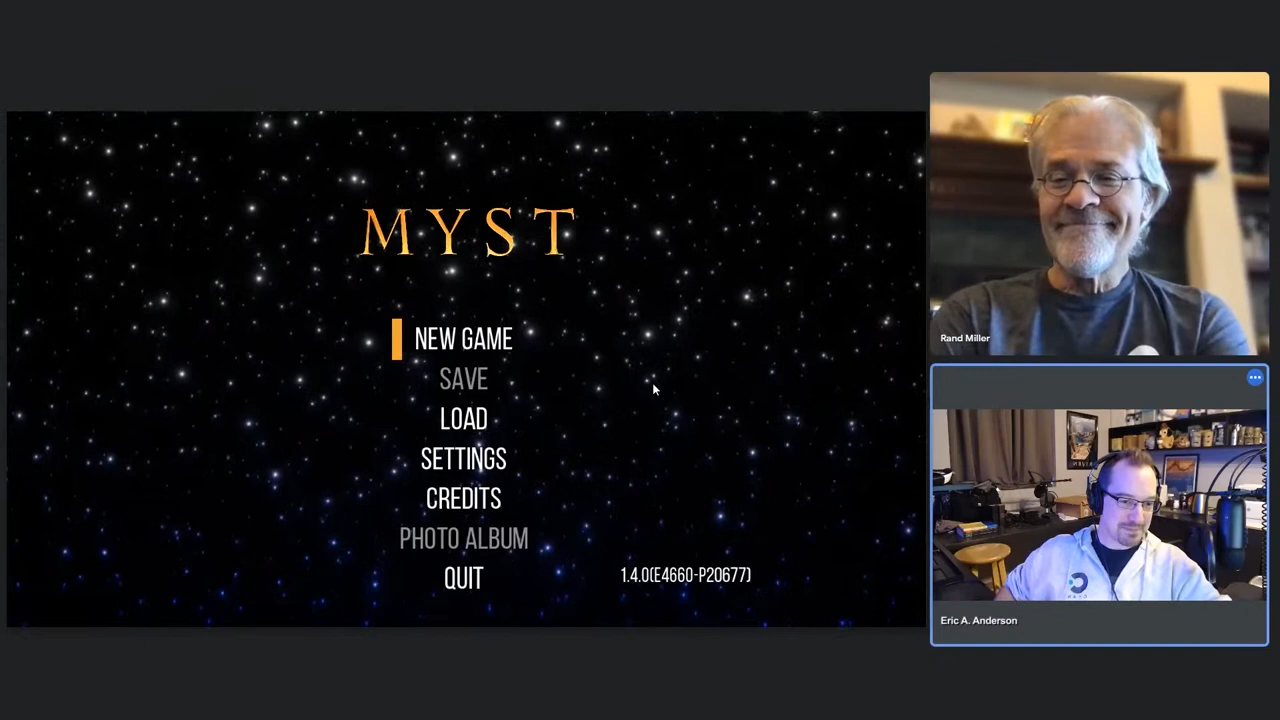 MYST
NEW GAME
SAVE
LOAD
SETTINGS
CREDITS
PHOTO ALBUM
QUIT
1.4.0(E4660-P20677)
Rand Miller
Eric A. Anderson